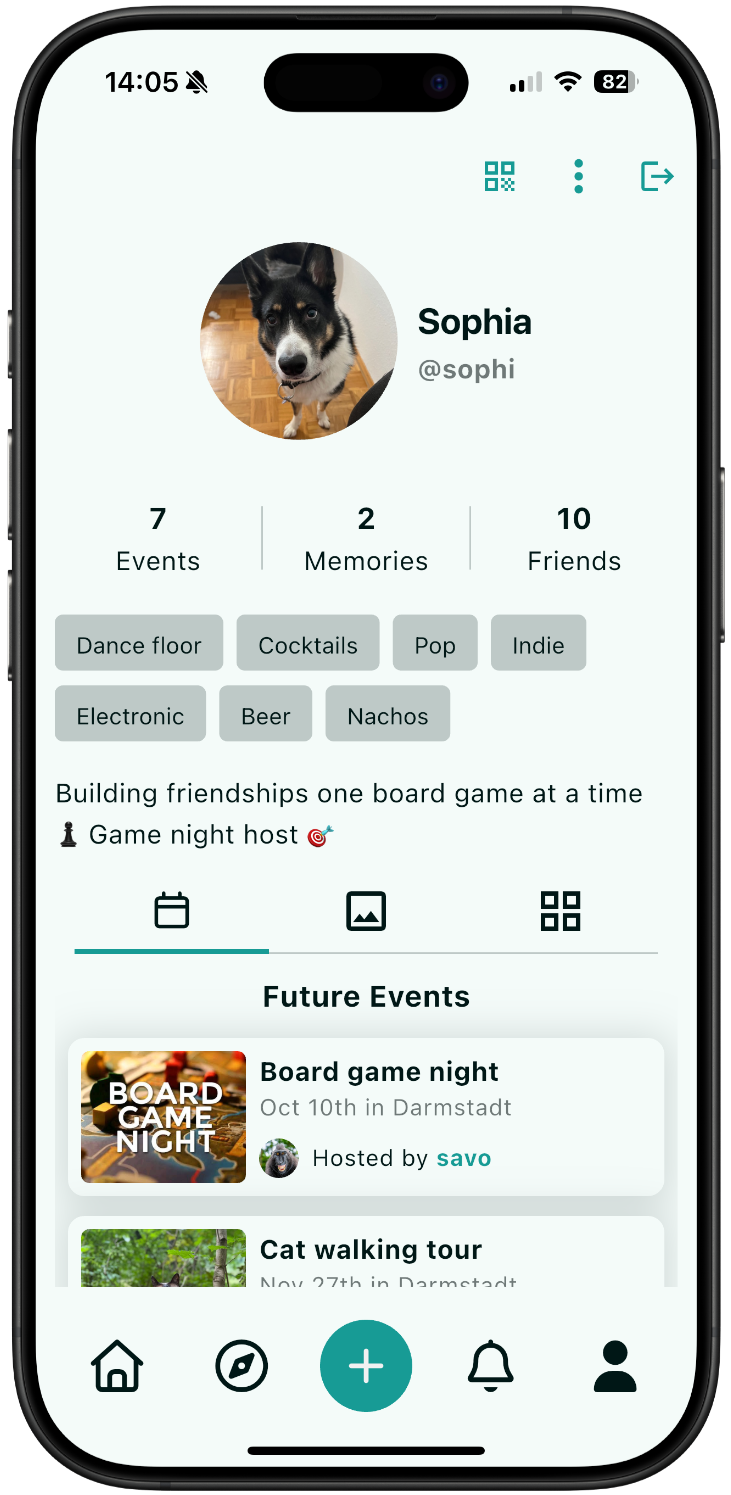 14:05
82
Sophia
@sophi
7
Events
2
Memories
10
Friends
Dance floor
Cocktails
Pop
Indie
Electronic
Beer
Nachos
Building friendships one board game at a time
♟️ Game night host 🎯
Future Events
BOARD
GAME
NIGHT
Board game night
Oct 10th in Darmstadt
Hosted by savo
Cat walking tour
Nov 27th in Darmstadt